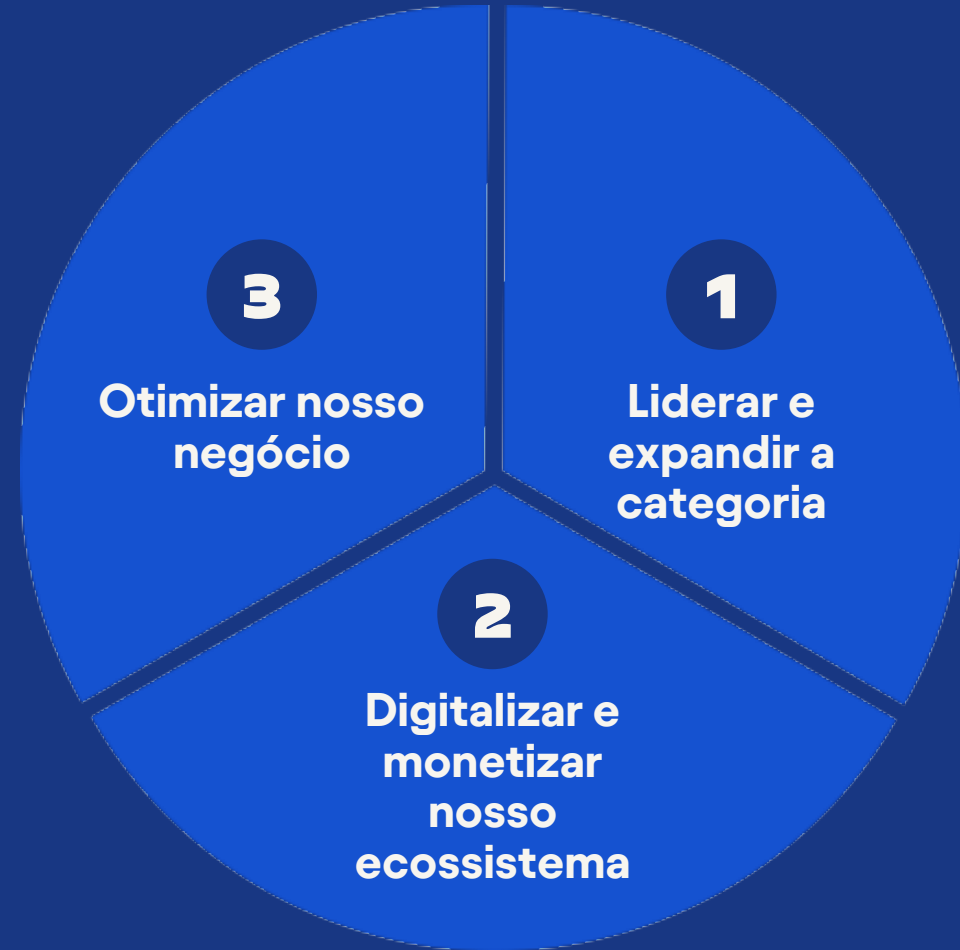 1
Liderar e
expandir a
categoria
2
Digitalizar e
monetizar
nosso
ecossistema
3
Otimizar nosso
negócio